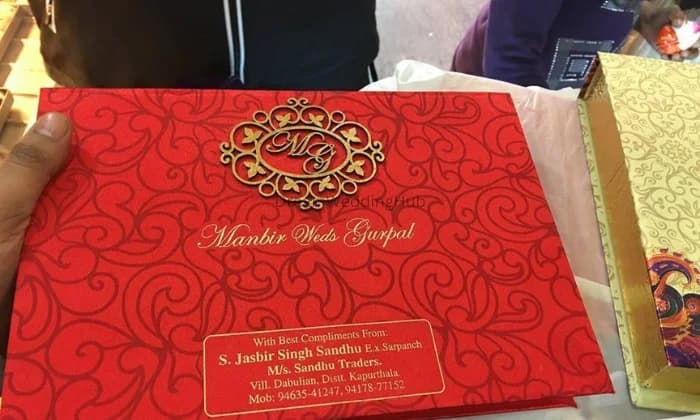 MG
Manbir Weds Gurpal
With Best Compliments From:
S. Jasbir Singh Sandhu E.x Sarpanch
M/s. Sandhu Traders.
Vill. Dabulian, Distt. Kapurthala.
Mob: 94635-41247, 94178-77152